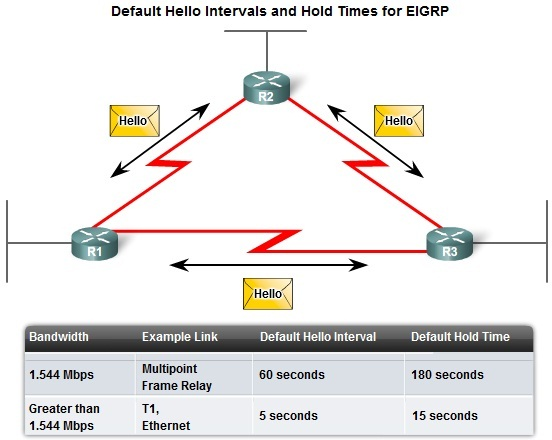 Default Hello Intervals and Hold Times for EIGRP
R2
Hello
Hello
R1
R3
Hello
Bandwidth Example Link Default Hello Interval Default Hold Time
1.544 Mbps Multipoint
Frame Relay 60 seconds 180 seconds
Greater than
1.544 Mbps T1,
Ethernet 5 seconds 15 seconds